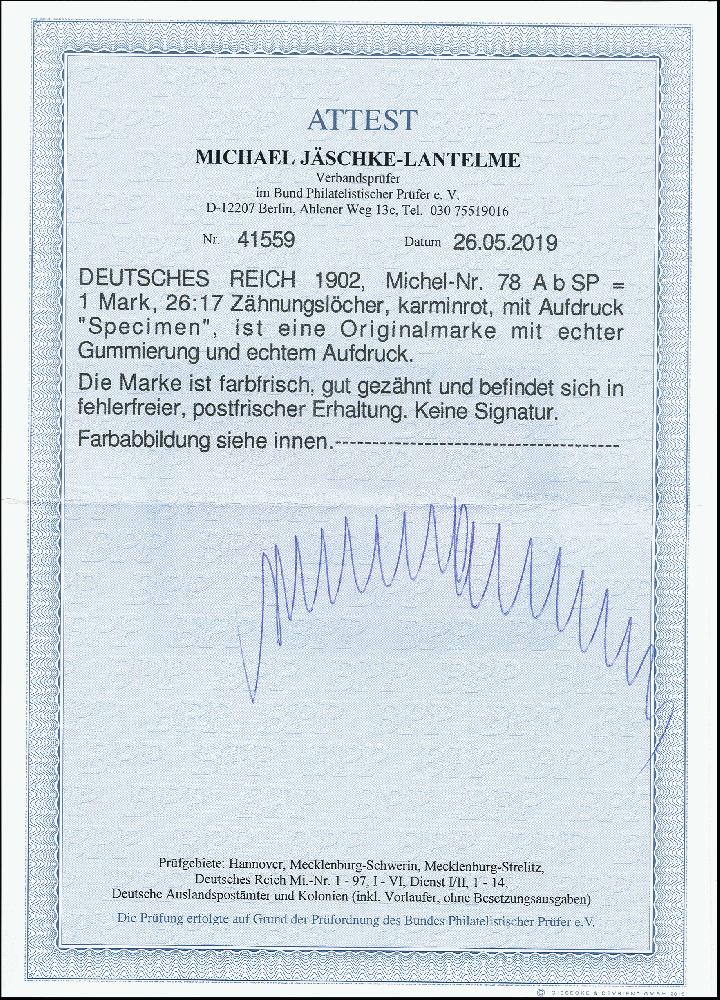 ATTEST
MICHAEL JÄSCHKE-LANTELME
Verbandsprüfer
im Bund Philatelistischer Prüfer e. V.
D-12207 Berlin, Ahlener Weg 13c, Tel. 030 75519016
Nr. 41559 Datum 26.05.2019
DEUTSCHES REICH 1902, Michel-Nr. 78 A b SP =
1 Mark, 26:17 Zähnungslöcher, karminrot, mit Aufdruck
"Specimen", ist eine Originalmarke mit echter
Gummierung und echtem Aufdruck.
Die Marke ist farbfrisch, gut gezähnt und befindet sich in
fehlerfreier, postfrischer Erhaltung. Keine Signatur.
Farbabbildung siehe innen.--------------------------------------
Prüfgebiete: Hannover, Mecklenburg-Schwerin, Mecklenburg-Strelitz,
Deutsches Reich Mi.-Nr. 1 - 97, I - VI, Dienst I/II, 1 - 14,
Deutsche Auslandspostämter und Kolonien (inkl. Vorläufer, ohne Besetzungsausgaben)
Die Prüfung erfolgte auf Grund der Prüfordnung des Bundes Philatelistischer Prüfer e.V.